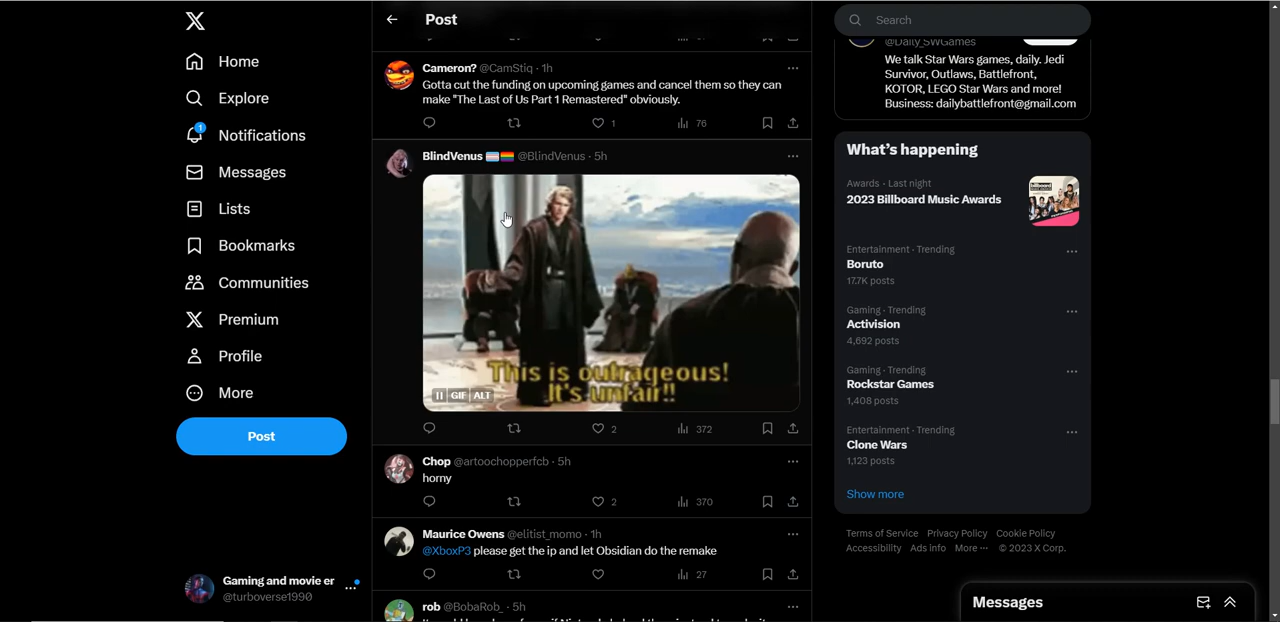 Home
Explore
1
Notifications
Messages
Lists
Bookmarks
Communities
Premium
Profile
More
Post
Gaming and movie er
@turboverse1990
Post
Cameron? @CamStiq · 1h
Gotta cut the funding on upcoming games and cancel them so they can
make "The Last of Us Part 1 Remastered" obviously.
1
76
BlindVenus @BlindVenus · 5h
This is outrageous!
It's unfair!!
GIF ALT
2
372
Chop @artoochopperfcb · 5h
horny
2
370
Maurice Owens @elitist_momo · 1h
@XboxP3 please get the ip and let Obsidian do the remake
27
rob @BobaRob_ · 5h
Search
@Daily_SWGames
We talk Star Wars games, daily. Jedi
Survivor, Outlaws, Battlefront,
KOTOR, LEGO Star Wars and more!
Business: dailybattlefront@gmail.com
What's happening
Awards · Last night
2023 Billboard Music Awards
Entertainment · Trending
Boruto
17.7K posts
Gaming · Trending
Activision
4,692 posts
Gaming · Trending
Rockstar Games
1,408 posts
Entertainment · Trending
Clone Wars
1,123 posts
Show more
Terms of Service Privacy Policy Cookie Policy
Accessibility Ads info More ··· © 2023 X Corp.
Messages